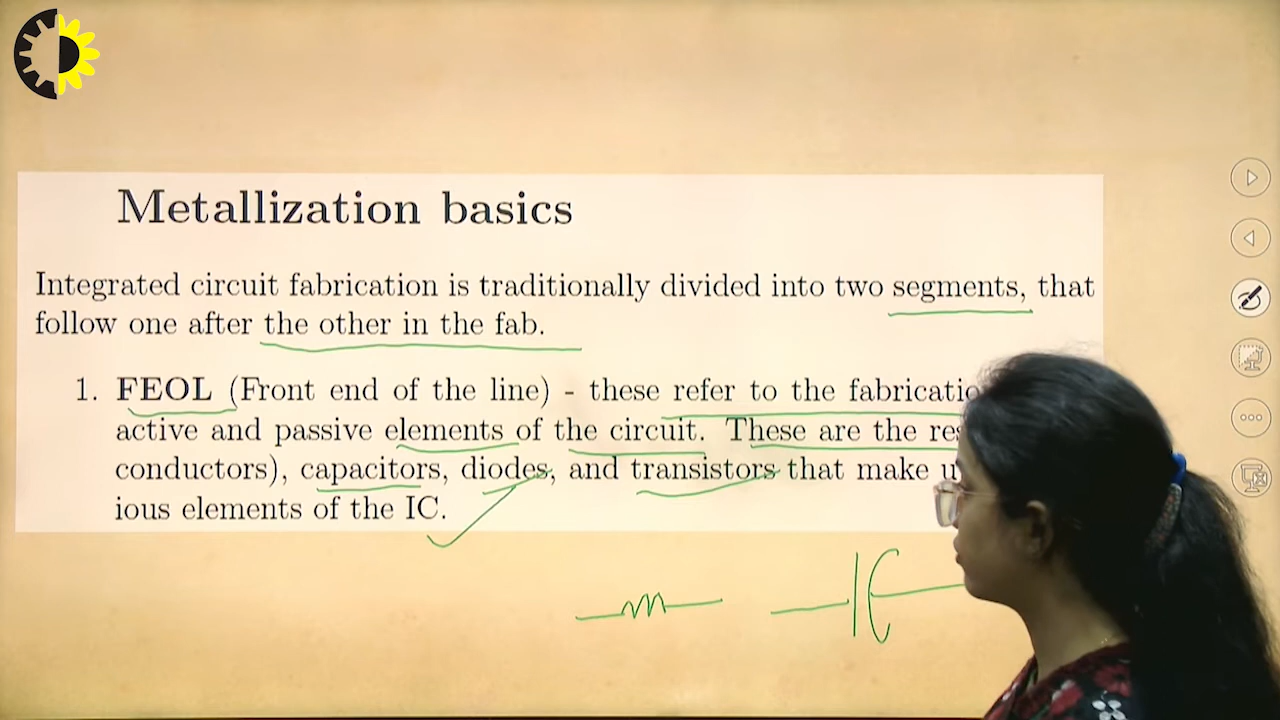 Metallization basics
Integrated circuit fabrication is traditionally divided into two segments, that
follow one after the other in the fab.
1. FEOL (Front end of the line) - these refer to the
active and passive elements of the circuit. These are the
conductors), capacitors, diodes, and transistors that make
ious elements of the IC.